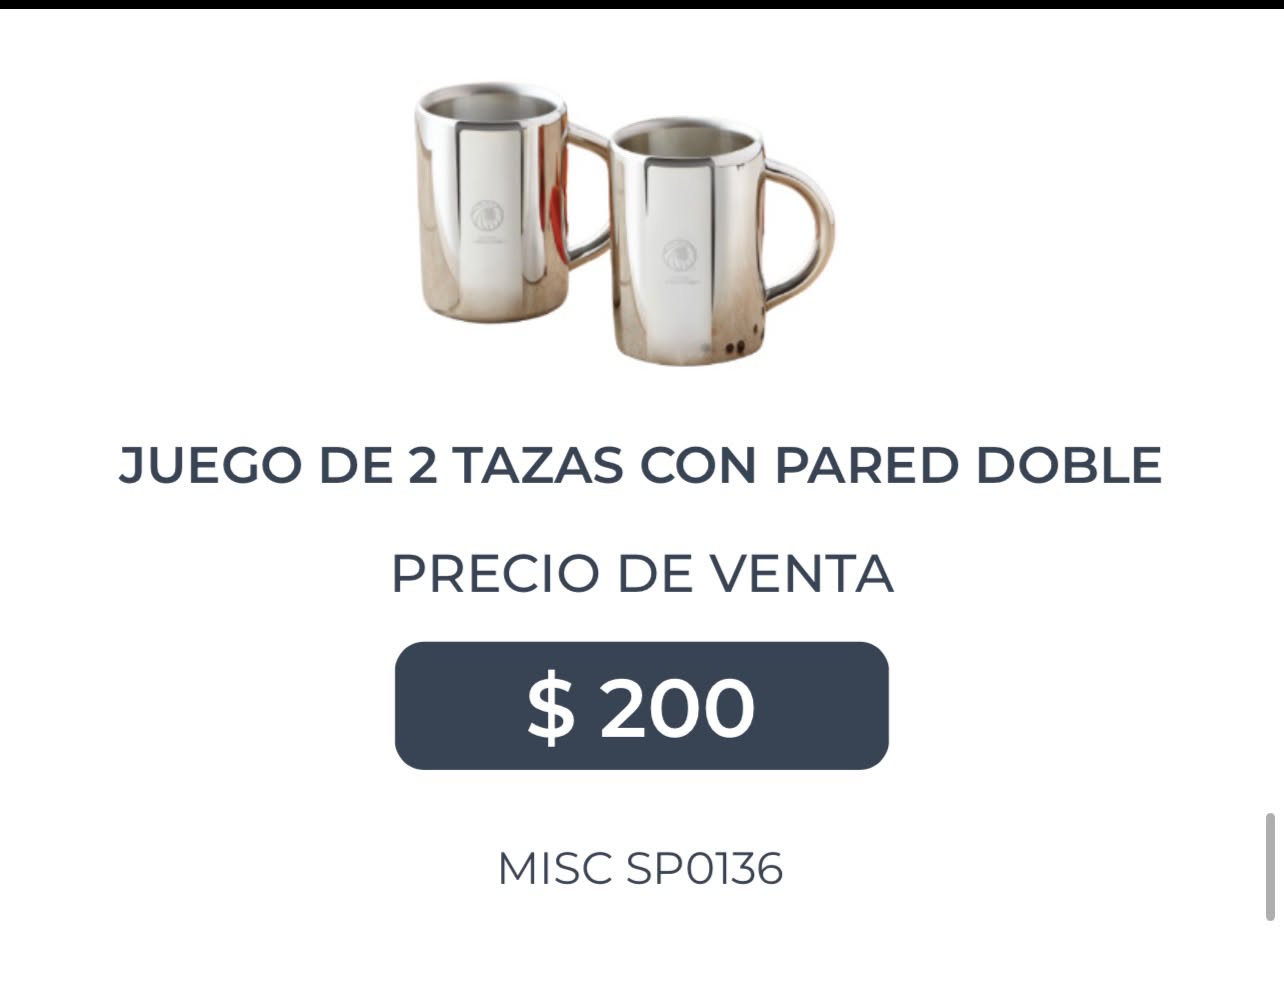 JUEGO DE 2 TAZAS CON PARED DOBLE
PRECIO DE VENTA
$ 200
MISC SP0136